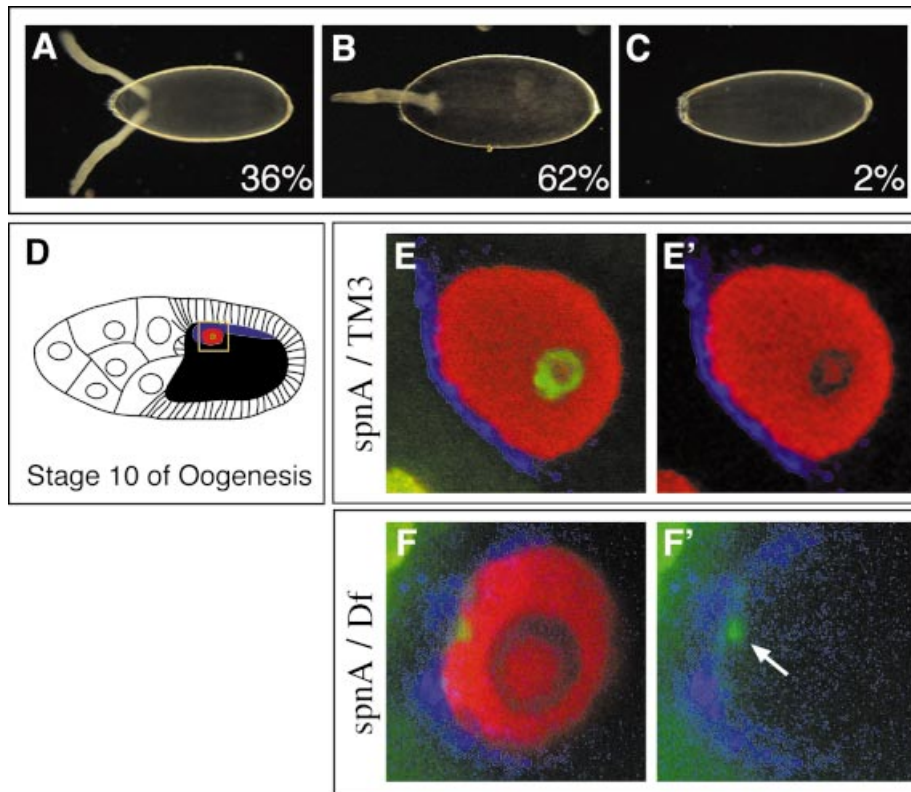 A
36%
B
62%
C
2%
D
Stage 10 of Oogenesis
spnA / TM3
E
E'
spnA / Df
F
F'